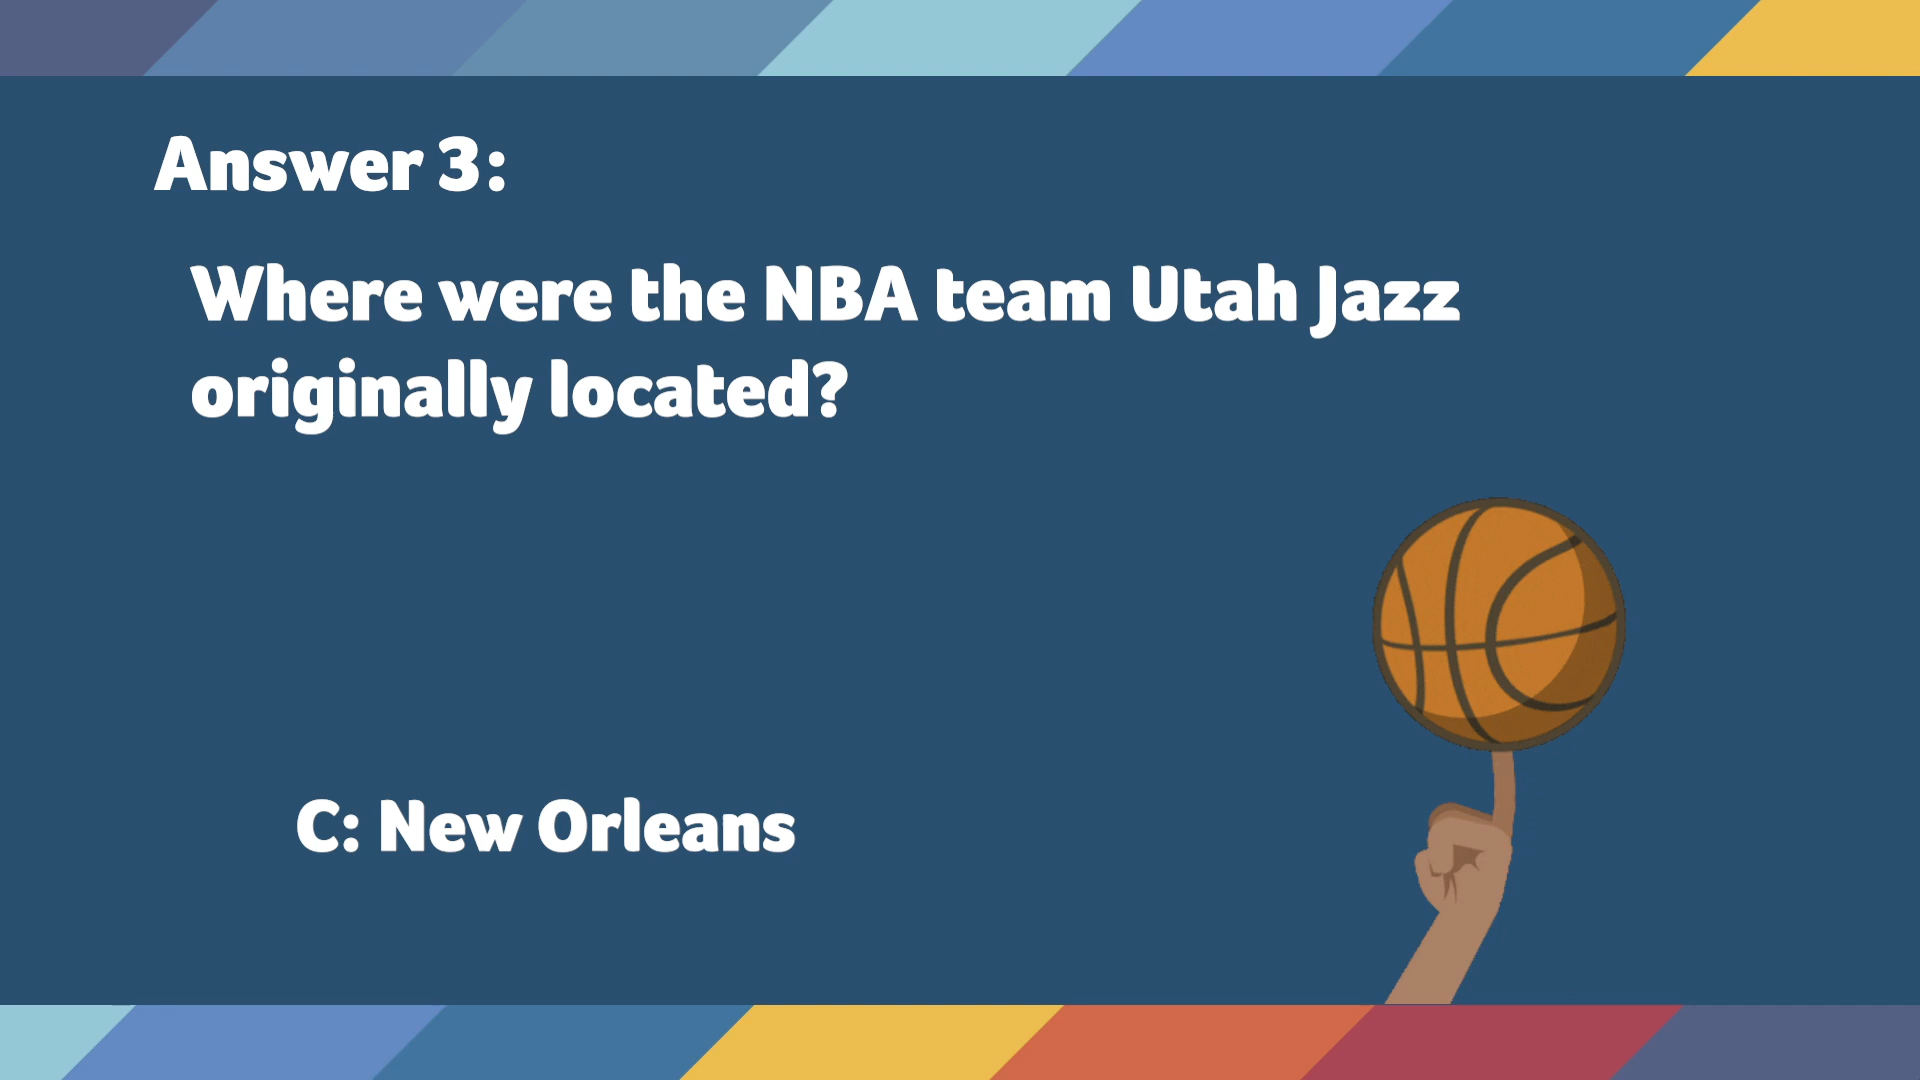 Answer 3:
Where were the NBA team Utah Jazz
originally located?
C: New Orleans